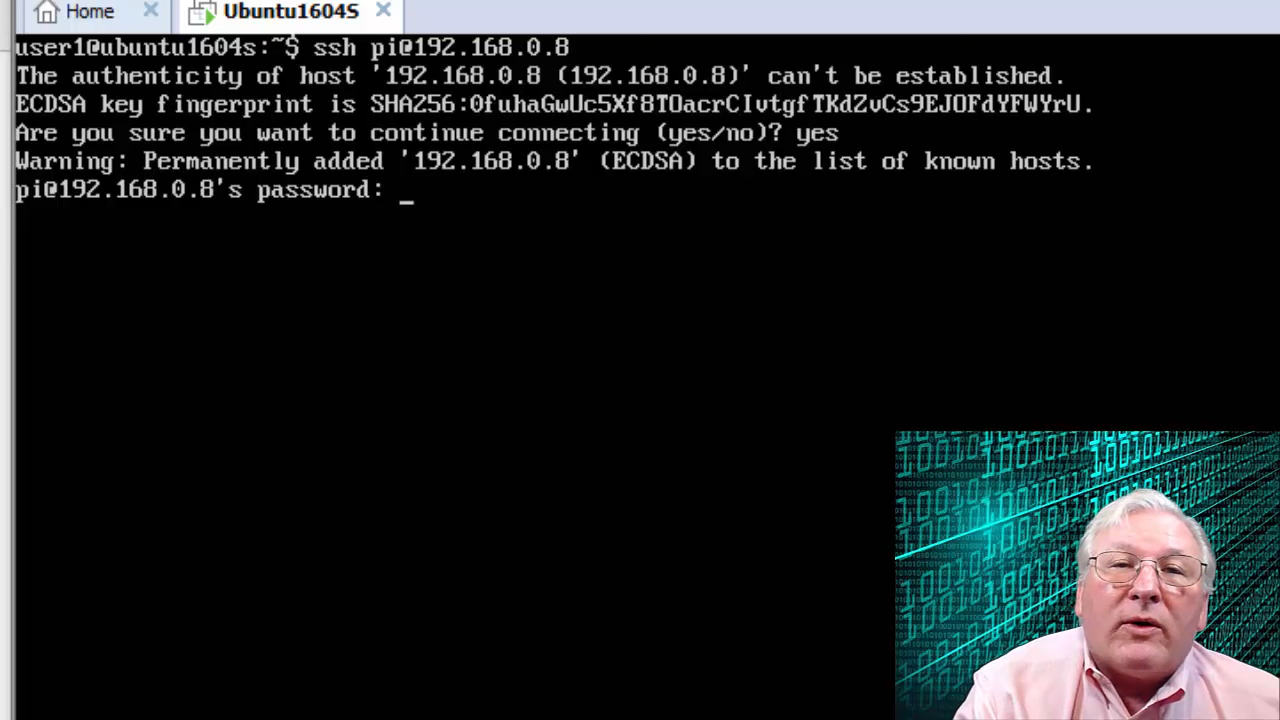 Home
Ubuntu1604S
user1@ubuntu1604s:~$ ssh pi@192.168.0.8
The authenticity of host '192.168.0.8 (192.168.0.8)' can't be established.
ECDSA key fingerprint is SHA256:0fuhaGwUc5Xf8TOacrCIvtgfTKdZvCs9EJOFdYFWYrU.
Are you sure you want to continue connecting (yes/no)? yes
Warning: Permanently added '192.168.0.8' (ECDSA) to the list of known hosts.
pi@192.168.0.8's password: _